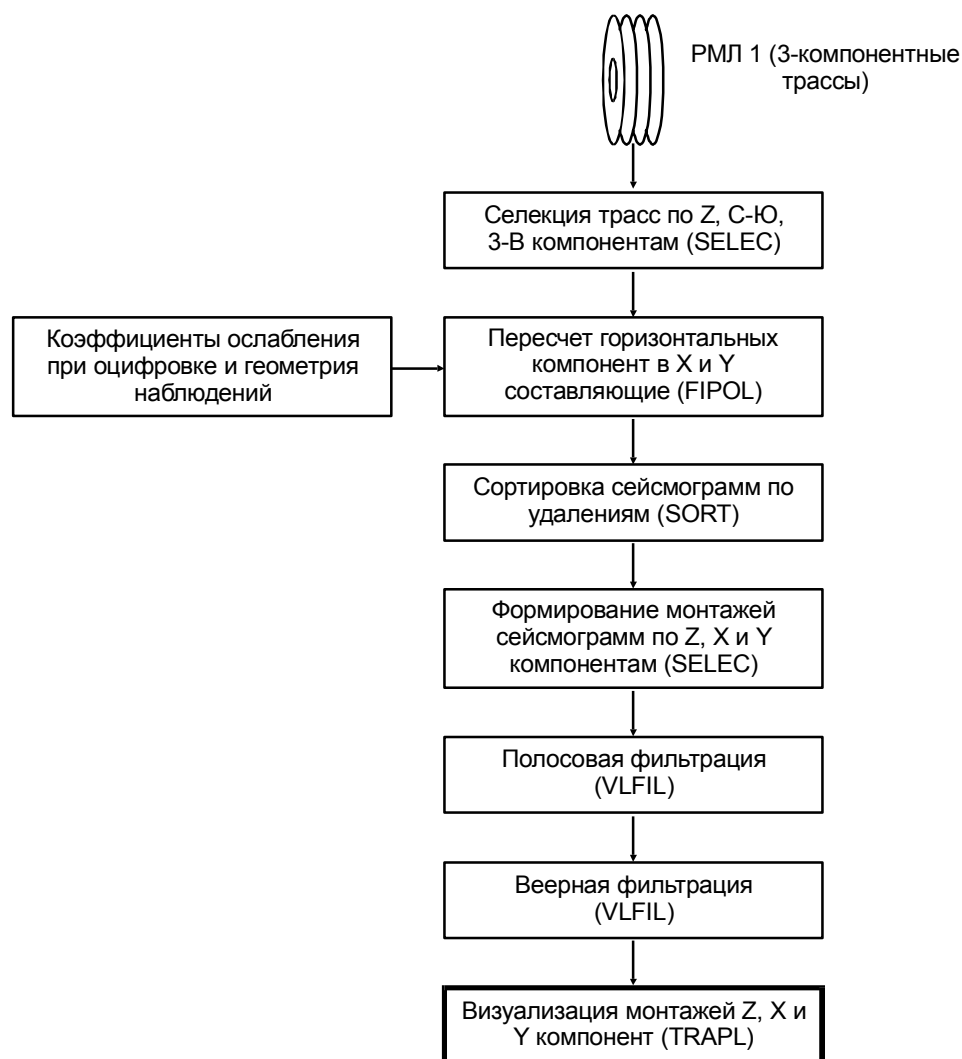 РМЛ 1 (3-компонентные
трассы)
Селекция трасс по Z, С-Ю,
З-В компонентам (SELEC)
Коэффициенты ослабления
при оцифровке и геометрия
наблюдений
Пересчет горизонтальных
компонент в X и Y
составляющие (FIPOL)
Сортировка сейсмограмм по
удалениям (SORT)
Формирование монтажей
сейсмограмм по Z, X и Y
компонентам (SELEC)
Полосовая фильтрация
(VLFIL)
Веерная фильтрация
(VLFIL)
Визуализация монтажей Z, X и
Y компонент (TRAPL)